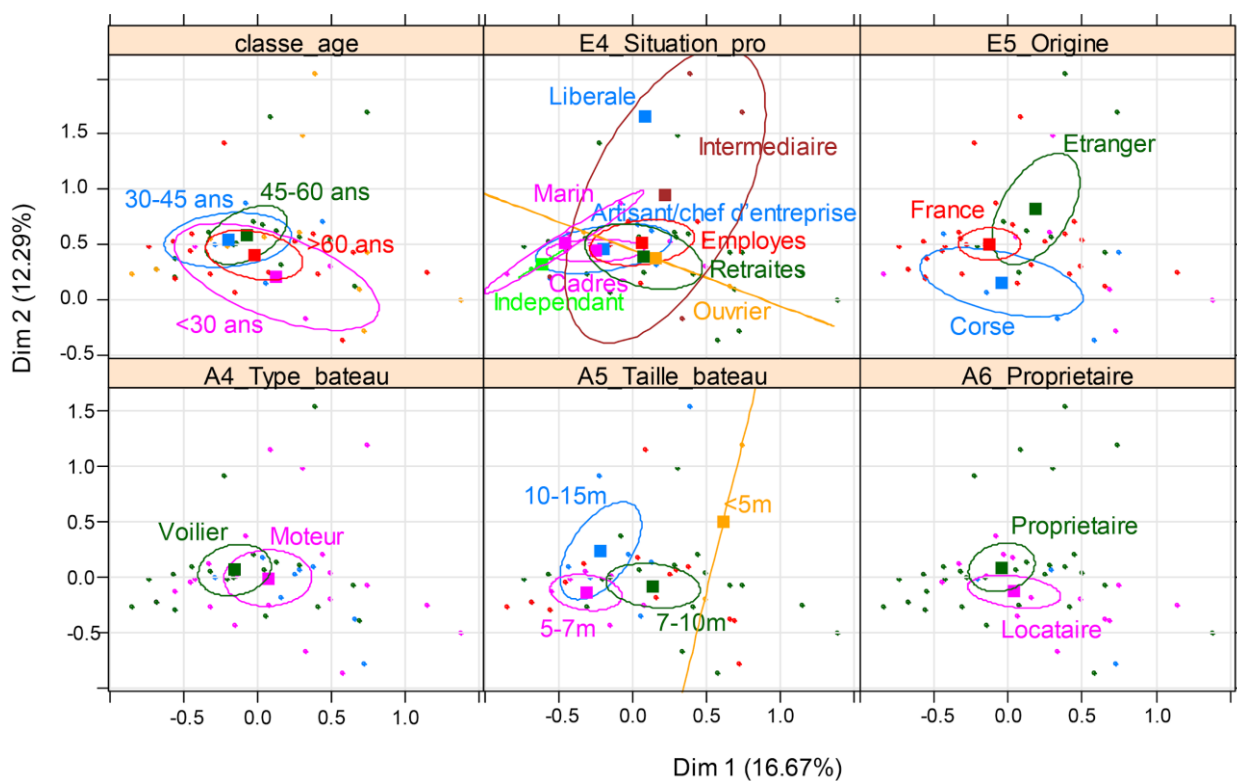 classe_age
E4_Situation_pro
E5_Origine
Liberale
Intermediaire
Etranger
30-45 ans
45-60 ans
Marin
Artisan/chef d'entreprise
France
>60 ans
Employes
Cadres
Retraites
Independant
Ouvrier
<30 ans
Corse
1.5
1.0
0.5
0.0
-0.5
Dim 2 (12.29%)
A4_Type_bateau
A5_Taille_bateau
A6_Proprietaire
10-15m
<5m
Voilier
Moteur
Proprietaire
5-7m
7-10m
Locataire
1.5
1.0
0.5
0.0
-0.5
-0.5 0.0 0.5 1.0
-0.5 0.0 0.5 1.0
-0.5 0.0 0.5 1.0
Dim 1 (16.67%)